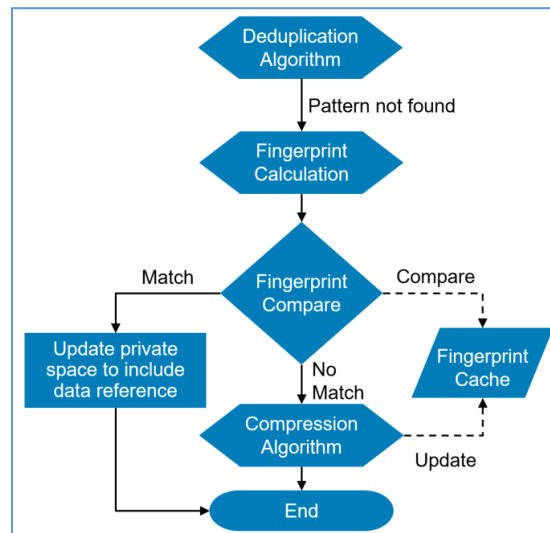 Deduplication
Algorithm
Pattern not found
Fingerprint
Calculation
Match
Fingerprint
Compare
Compare
Update private
space to include
data reference
Fingerprint
Cache
No
Match
Compression
Algorithm
Update
End